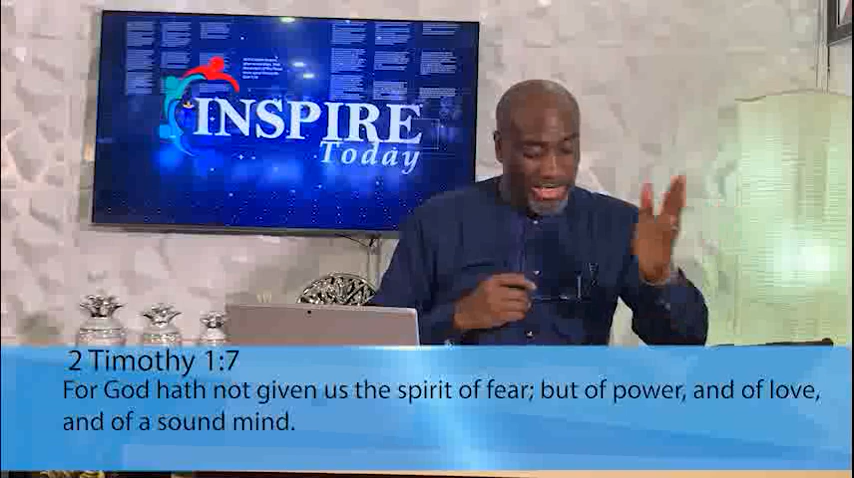 INSPIRE
Today
2 Timothy 1:7
For God hath not given us the spirit of fear; but of power, and of love,
and of a sound mind.